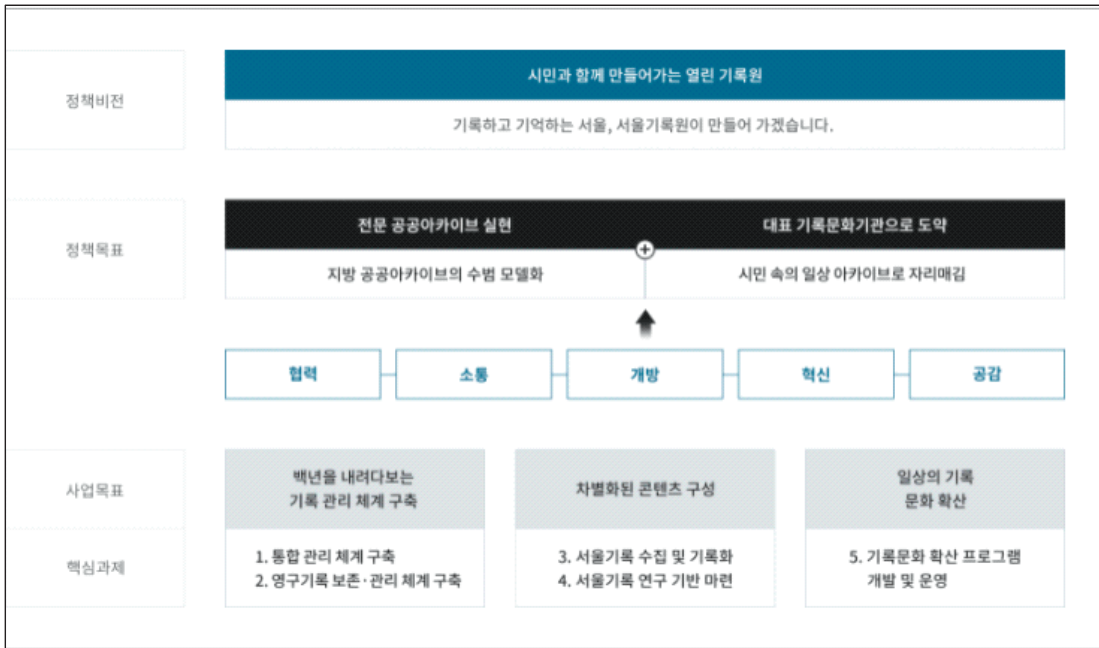 정책비전
시민과 함께 만들어가는 열린 기록원
기록하고 기억하는 서울, 서울기록원이 만들어 가겠습니다.
정책목표
전문 공공아카이브 실현
대표 기록문화기관으로 도약
지방 공공아카이브의 수범 모델화
시민 속의 일상 아카이브로 자리매김
협력
소통
개방
혁신
공감
사업목표
백년을 내려다보는
기록 관리 체계 구축
차별화된 콘텐츠 구성
일상의 기록
문화 확산
핵심과제
1. 통합 관리 체계 구축
2. 영구기록 보존·관리 체계 구축
3. 서울기록 수집 및 기록화
4. 서울기록 연구 기반 마련
5. 기록문화 확산 프로그램
개발 및 운영